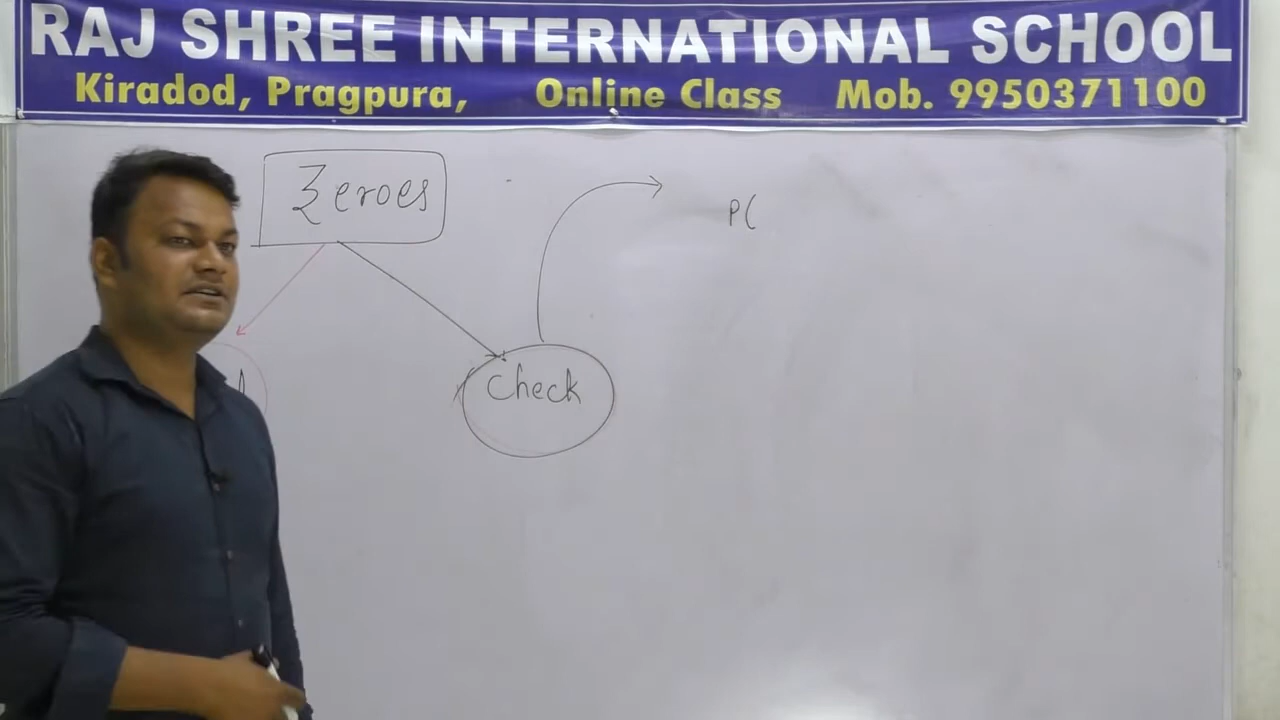 RAJ SHREE INTERNATIONAL SCHOOL
Kiradod, Pragpura, Online Class Mob. 9950371100
Zeroes
P(
Check